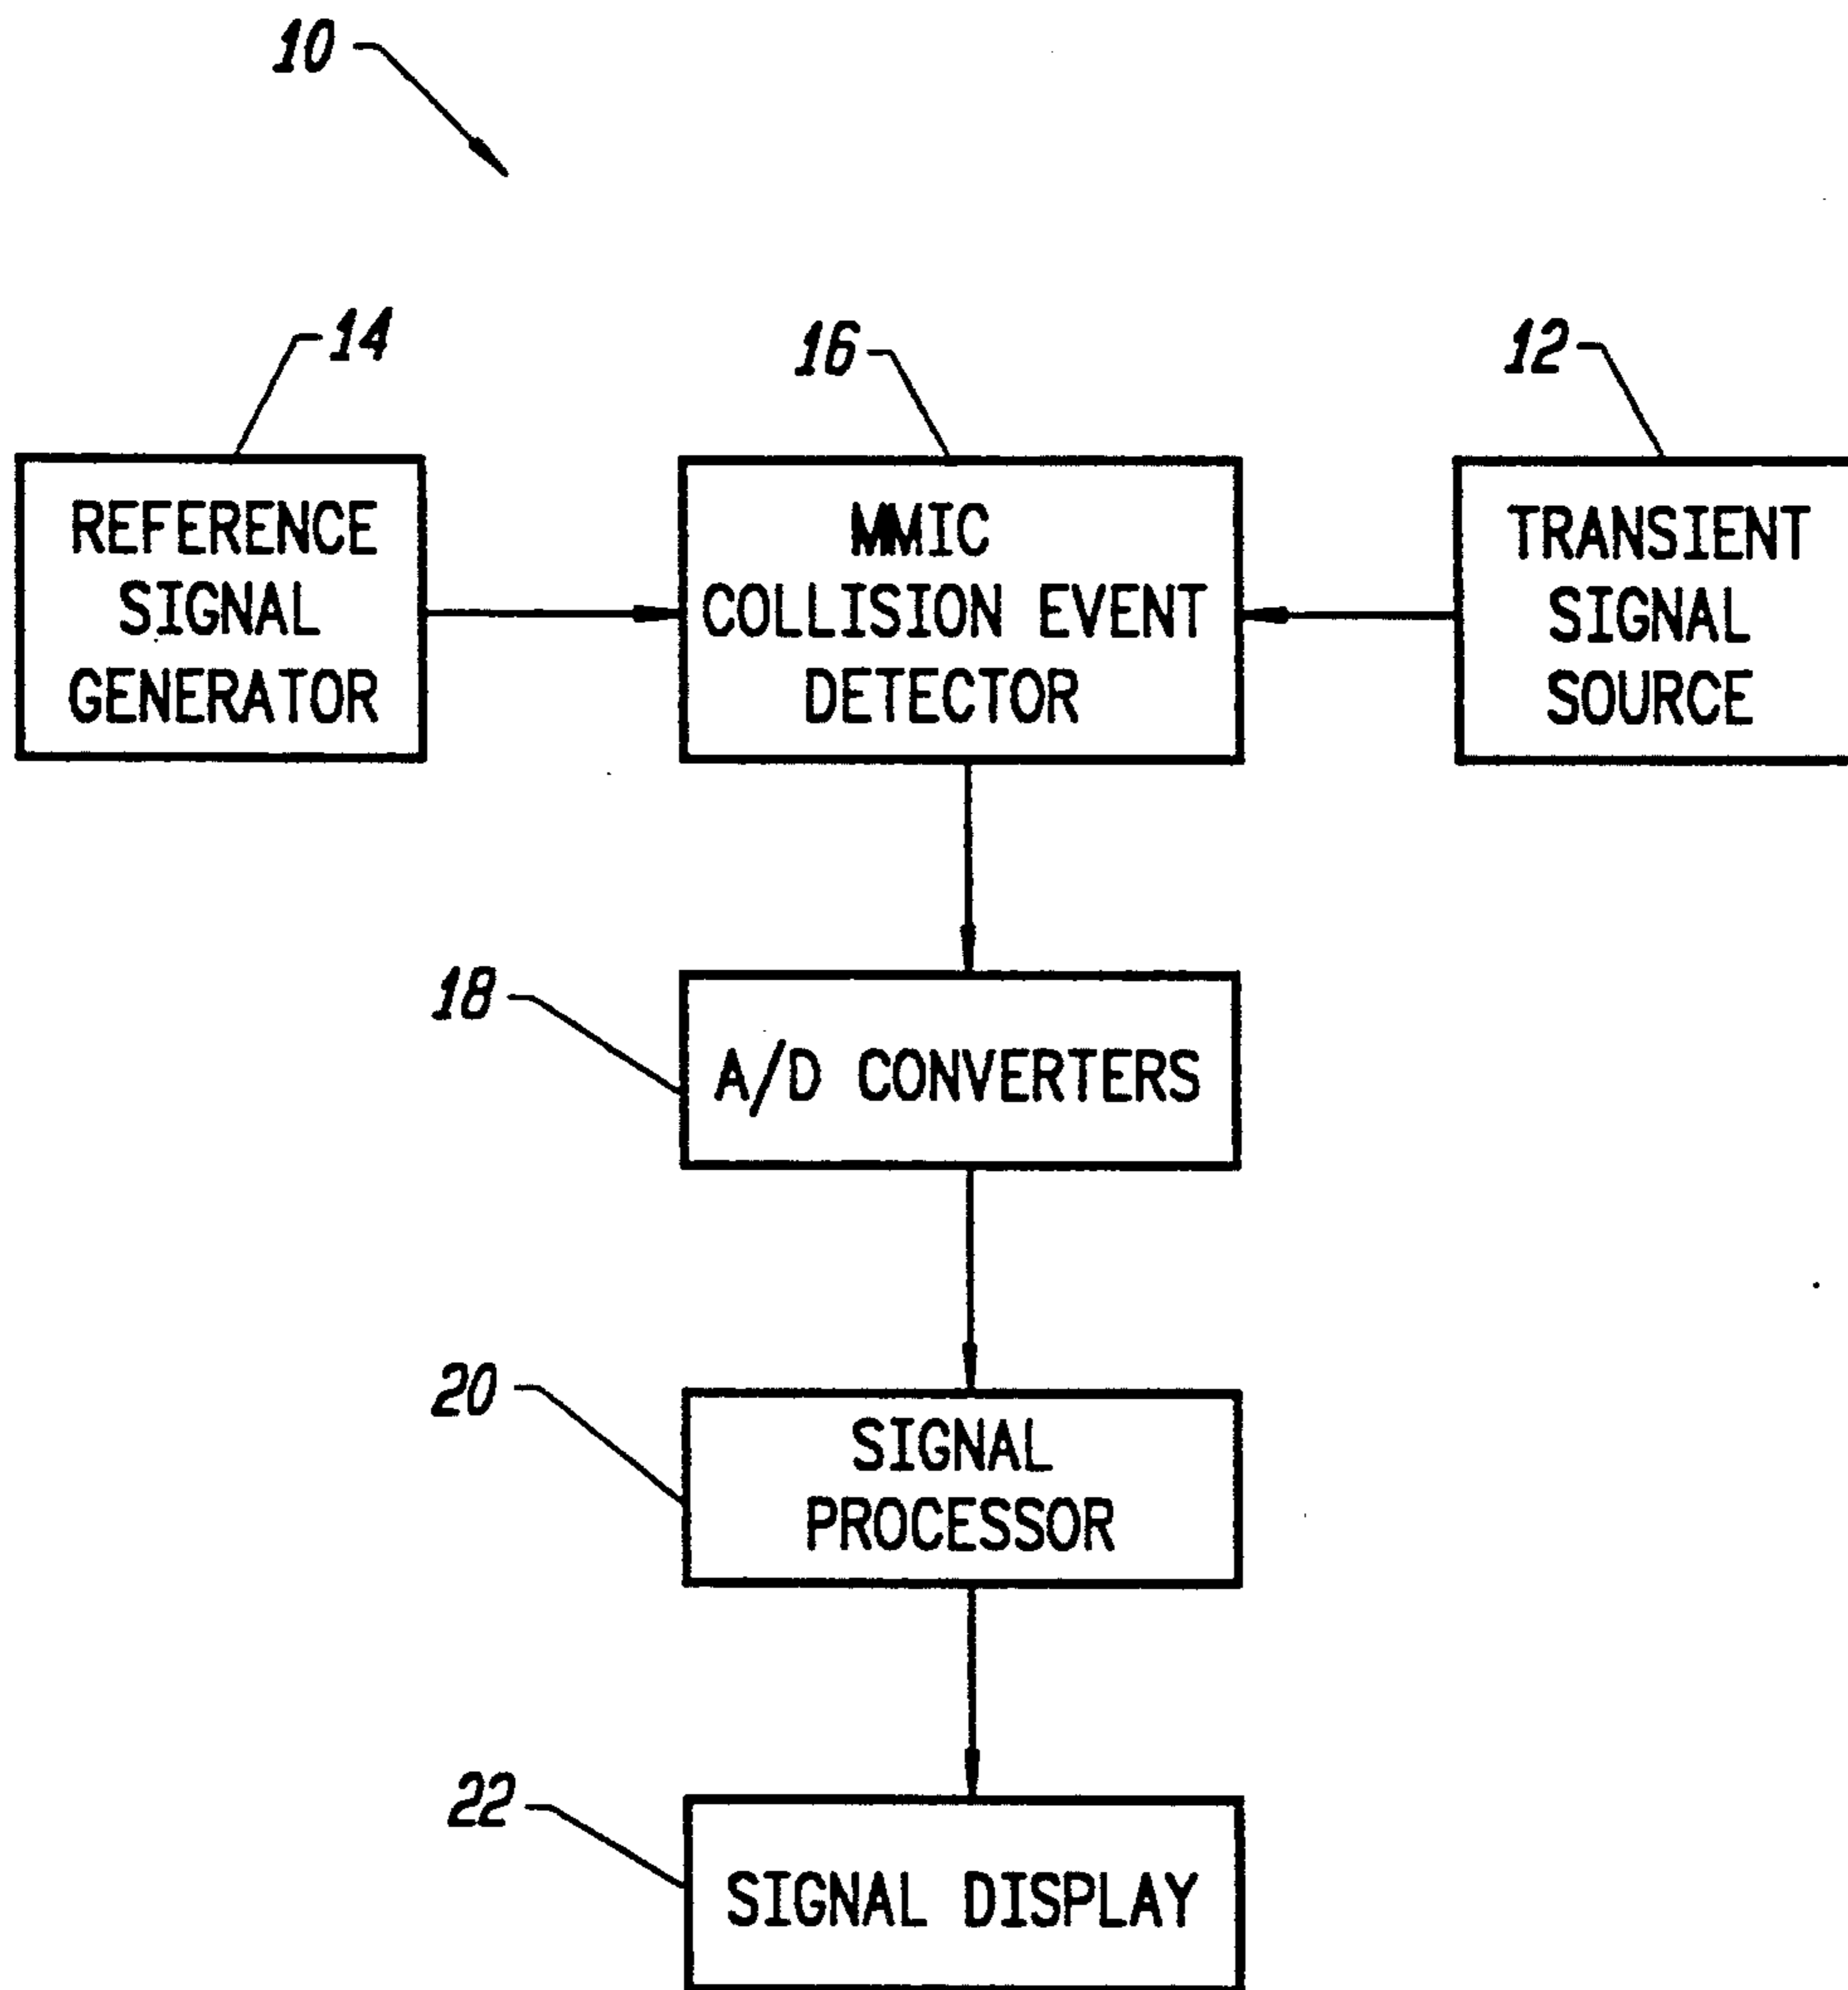 10
14
16
12
REFERENCE
SIGNAL
GENERATOR
MMIC
COLLISION EVENT
DETECTOR
TRANSIENT
SIGNAL
SOURCE
18
A/D CONVERTERS
20
SIGNAL
PROCESSOR
22
SIGNAL DISPLAY